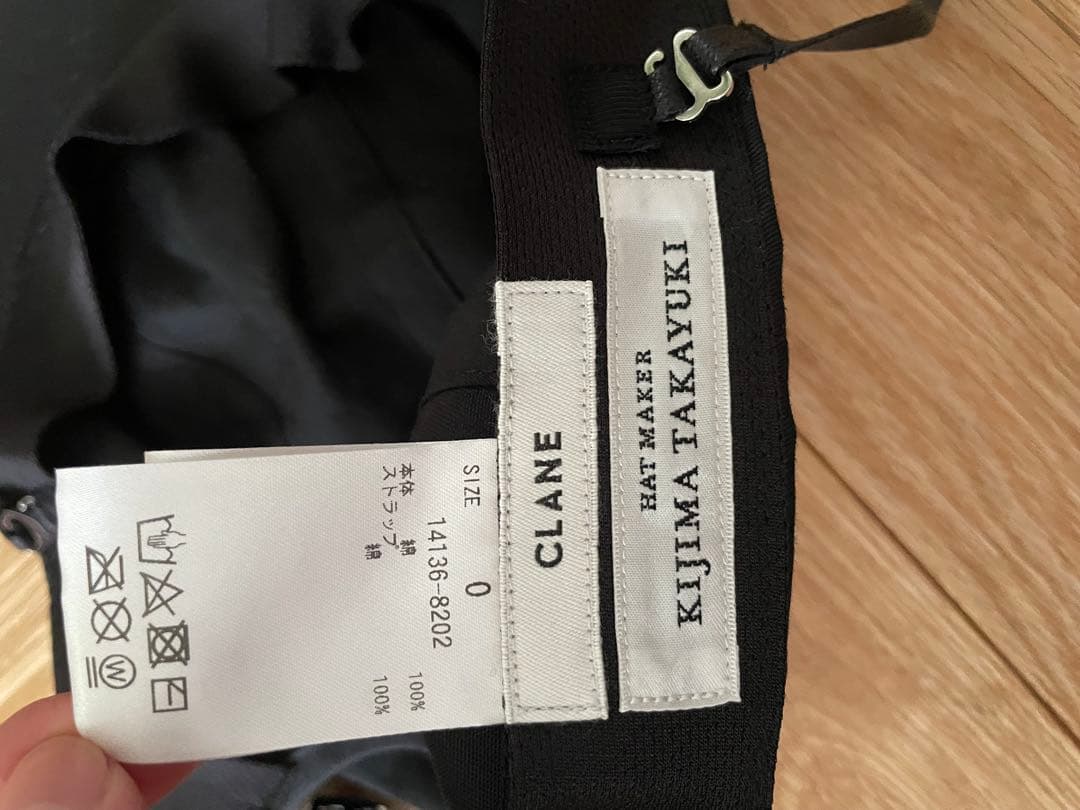 HAT MAKER
KIJIMA TAKAYUKI
CLANE
SIZE 0
14136-8202
本体 綿 100%
ストラップ 綿 100%
W